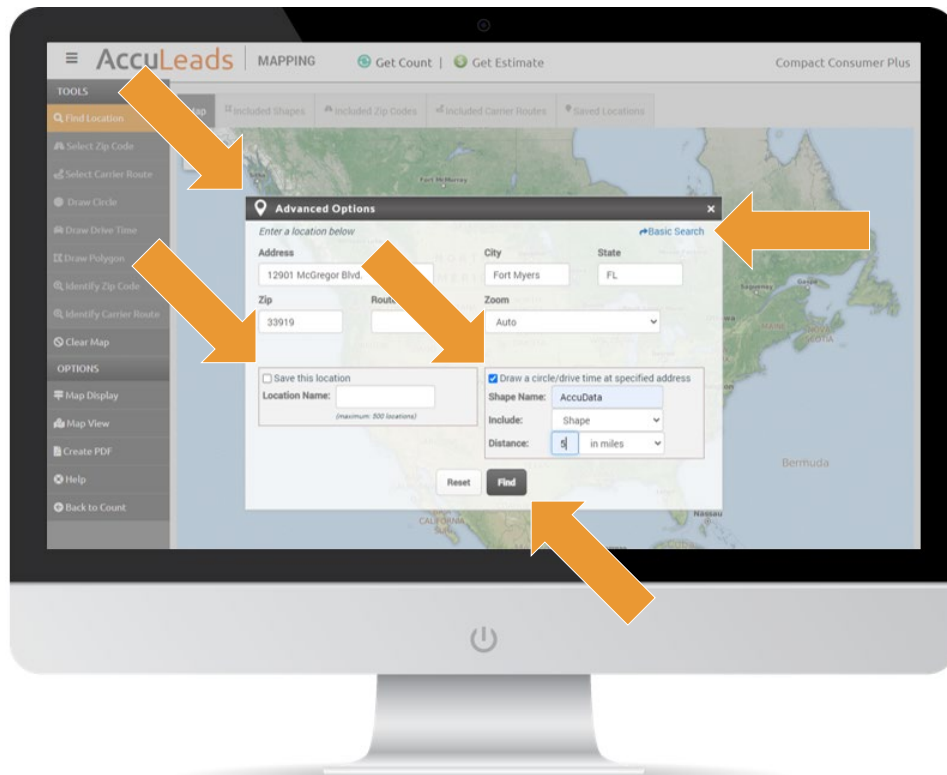 AccuLeads MAPPING Get Count | Get Estimate Compact Consumer Plus
TOOLS
Find Location
Included Shapes Included Zip Codes Included Carrier Routes Saved Locations
Select Zip Code
Select Carrier Route
Draw Circle
Draw Drive Time
Draw Polygon
Identify Zip Code
Identify Carrier Route
Clear Map
OPTIONS
Map Display
Map View
Create PDF
Help
Back to Count
Fort McMurray
Advanced Options ×
Enter a location below Basic Search
Address City State
12901 McGregor Blvd. Fort Myers FL
Zip Route Zoom
33919 Auto
Save this location
Location Name:
(maximum: 500 locations)
Draw a circle/drive time at specified address
Shape Name: AccuData
Include: Shape
Distance: 5 in miles
Reset Find
MAINE
NOVA
SCOTIA
Bermuda
Nassau